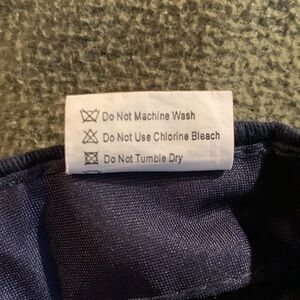 Do Not Machine Wash
Do Not Use Chlorine Bleach
Do Not Tumble Dry